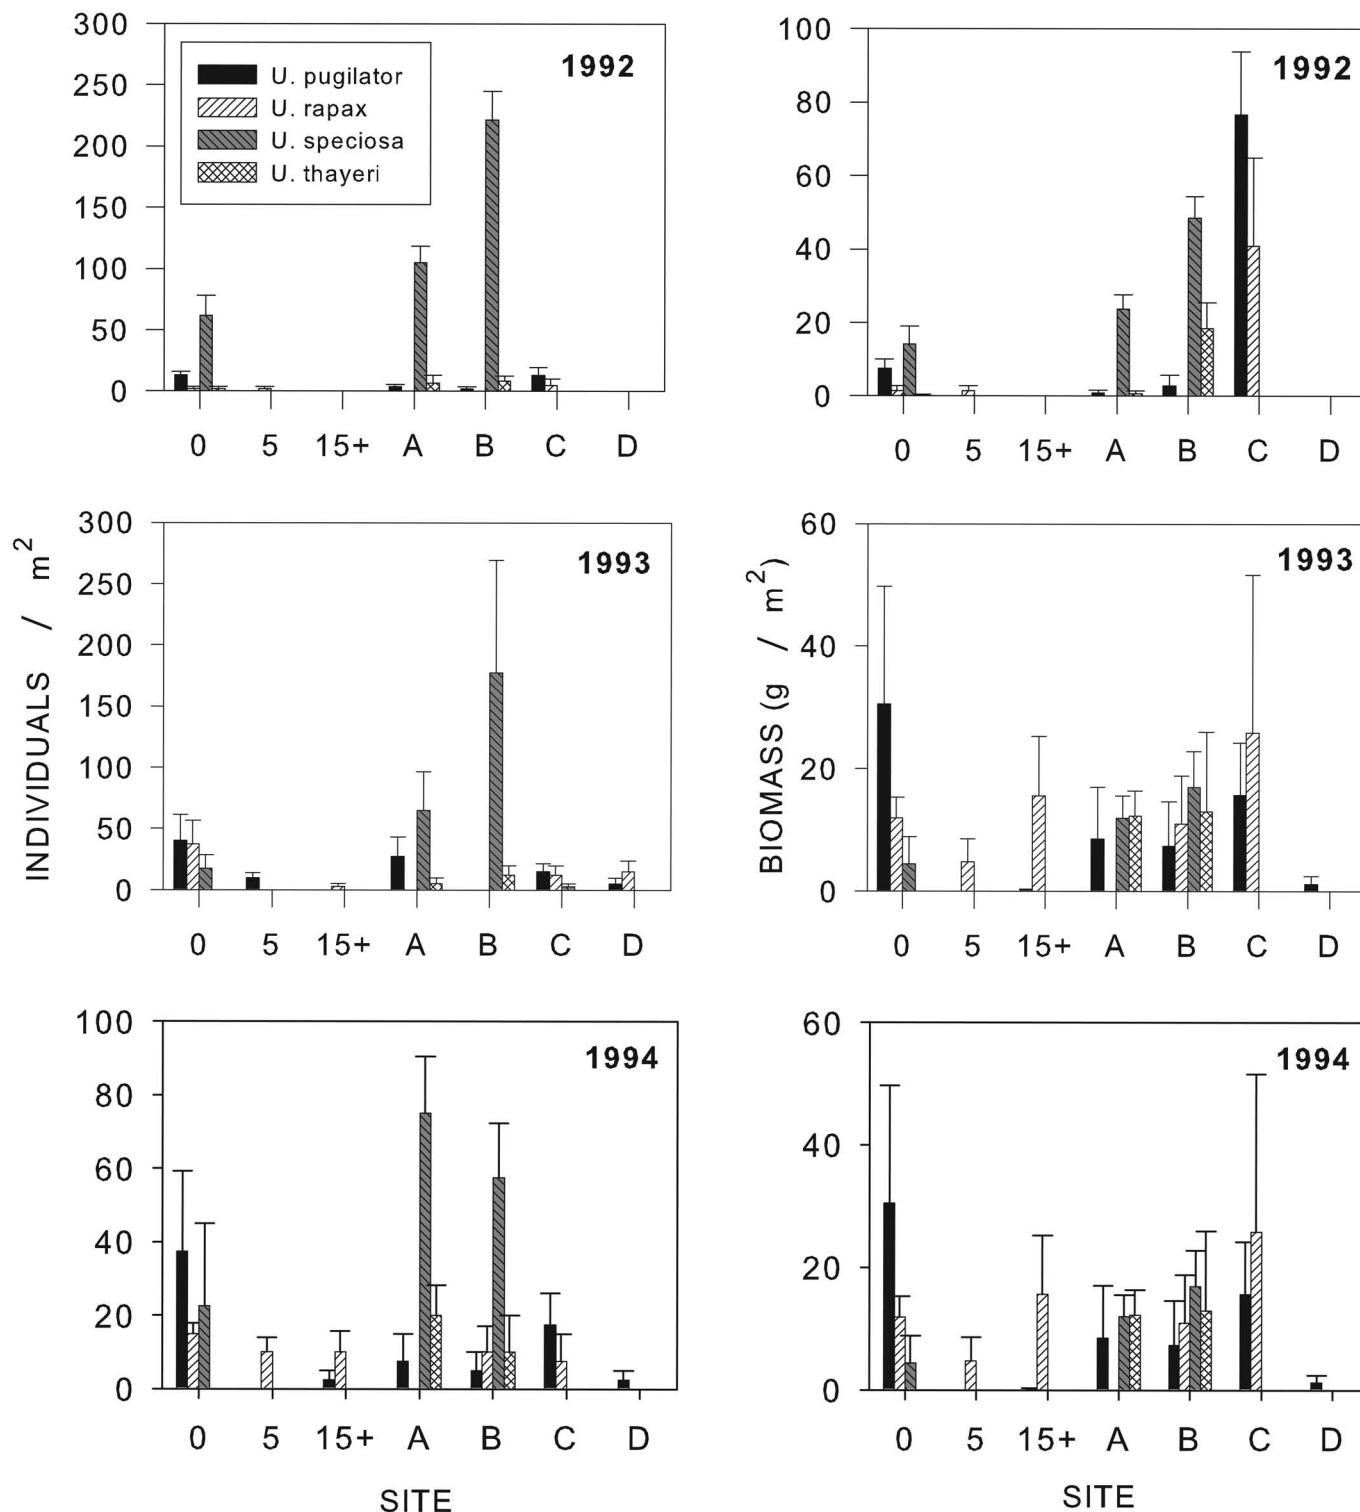 300
250
200
150
100
50
0
U. pugilator
U. rapax
U. speciosa
U. thayeri
1992
0 5 15+ A B C D
100
80
60
40
20
0
1992
0 5 15+ A B C D
INDIVIDUALS / m²
300
250
200
150
100
50
0
1993
0 5 15+ A B C D
BIOMASS (g / m²)
60
40
20
0
1993
0 5 15+ A B C D
100
80
60
40
20
0
1994
0 5 15+ A B C D
SITE
60
40
20
0
1994
0 5 15+ A B C D
SITE